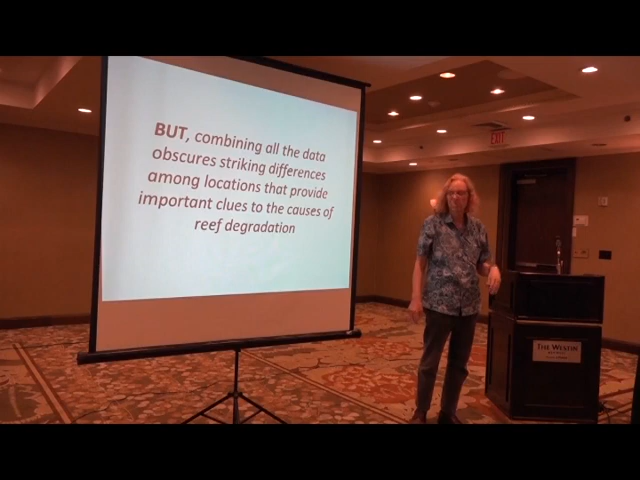 BUT, combining all the data
obscures striking differences
among locations that provide
important clues to the causes of
reef degradation
EXIT
THE WESTIN